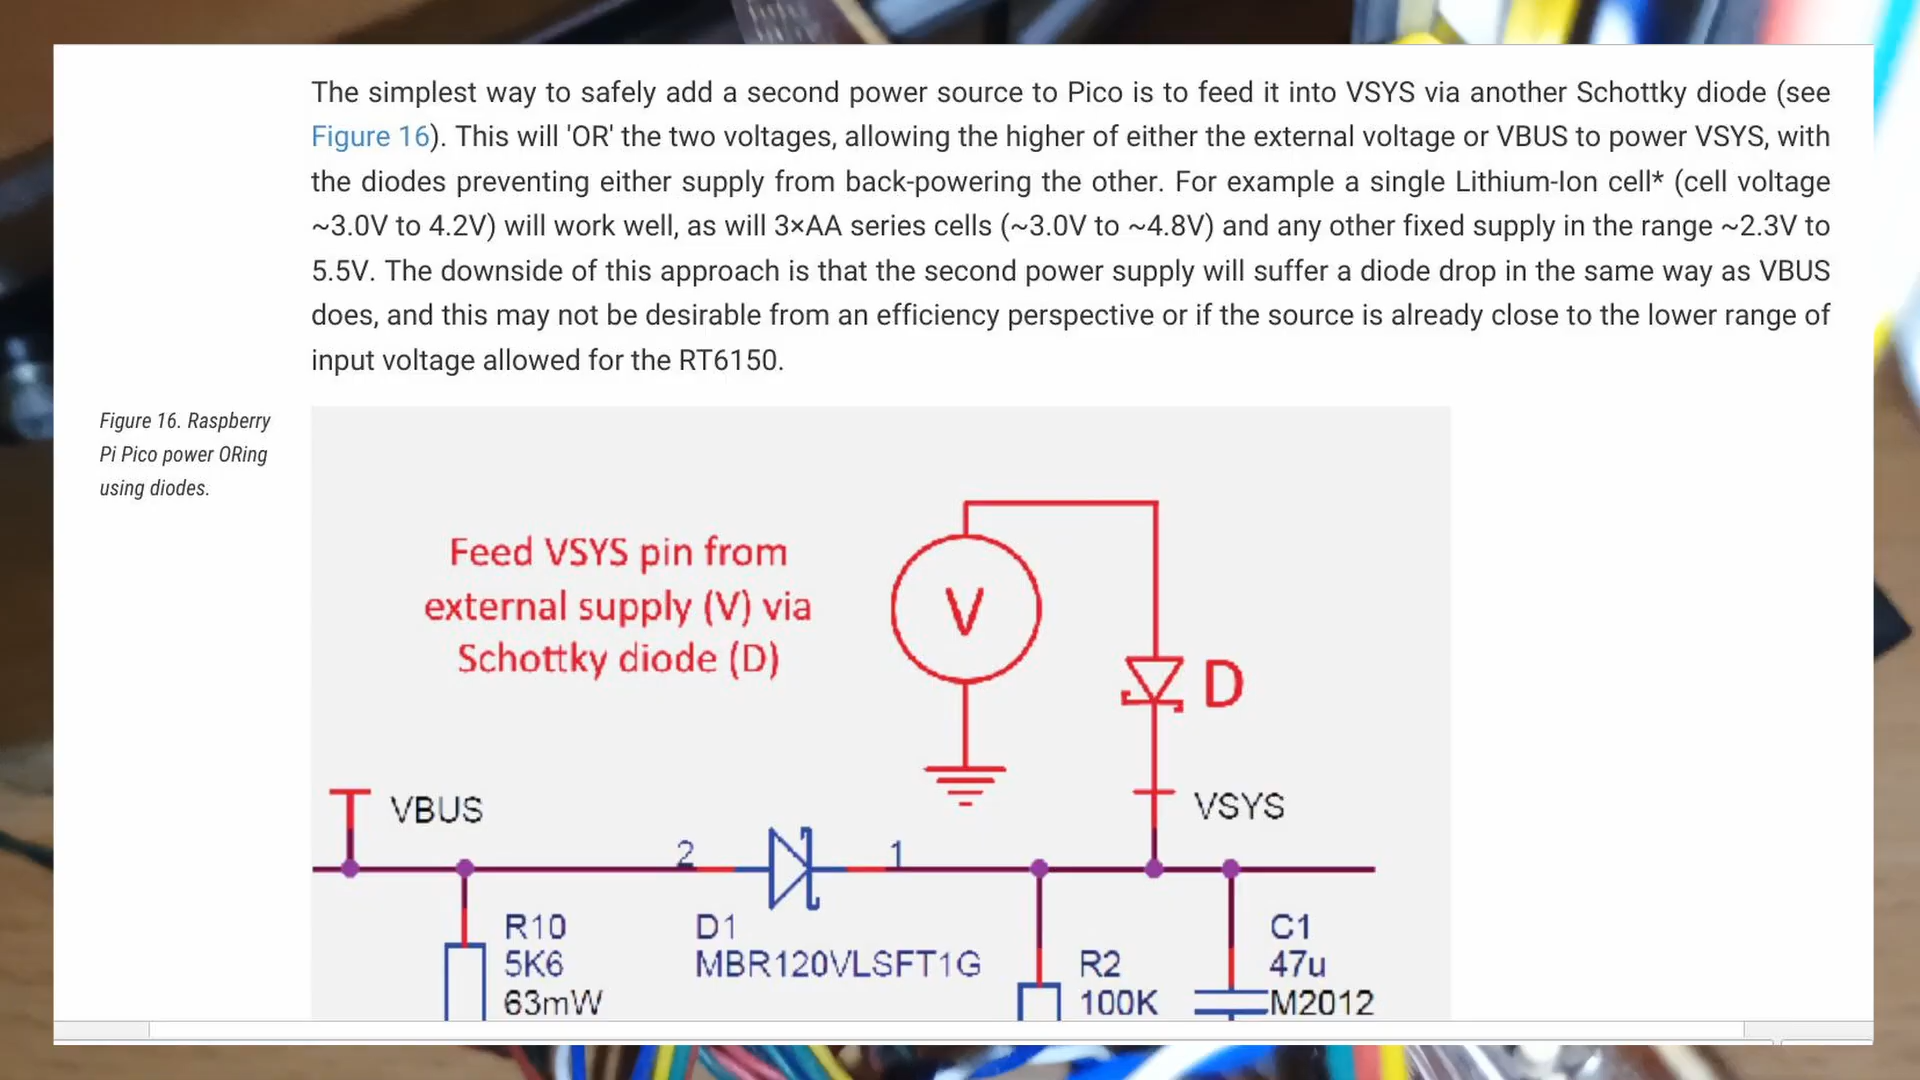 The simplest way to safely add a second power source to Pico is to feed it into VSYS via another Schottky diode (see
Figure 16). This will 'OR' the two voltages, allowing the higher of either the external voltage or VBUS to power VSYS, with
the diodes preventing either supply from back-powering the other. For example a single Lithium-Ion cell* (cell voltage
~3.0V to 4.2V) will work well, as will 3×AA series cells (~3.0V to ~4.8V) and any other fixed supply in the range ~2.3V to
5.5V. The downside of this approach is that the second power supply will suffer a diode drop in the same way as VBUS
does, and this may not be desirable from an efficiency perspective or if the source is already close to the lower range of
input voltage allowed for the RT6150.
Figure 16. Raspberry
Pi Pico power ORing
using diodes.
Feed VSYS pin from
external supply (V) via
Schottky diode (D)
V
D
VBUS
VSYS
2
1
R10
5K6
63mW
D1
MBR120VLSFT1G
R2
100K
C1
47u
M2012